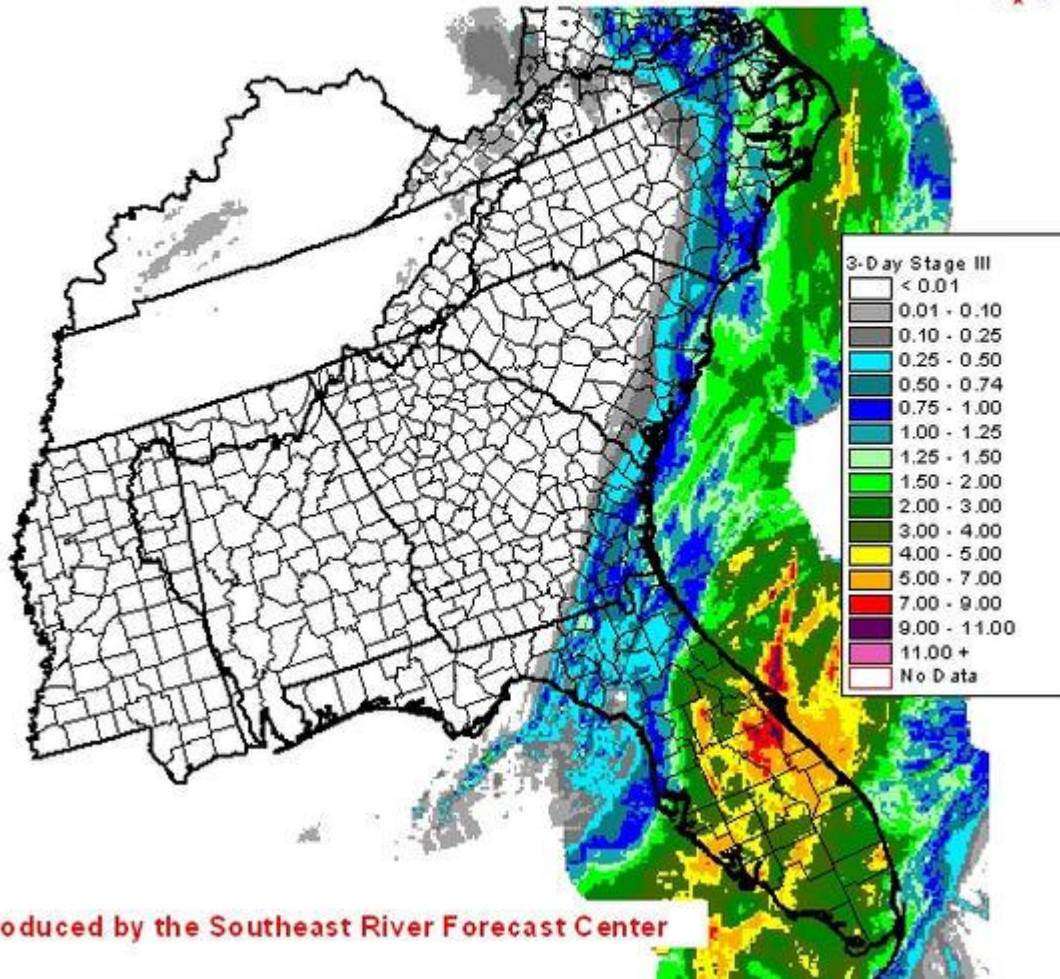 3-Day Stage III
< 0.01
0.01 - 0.10
0.10 - 0.25
0.25 - 0.50
0.50 - 0.74
0.75 - 1.00
1.00 - 1.25
1.25 - 1.50
1.50 - 2.00
2.00 - 3.00
3.00 - 4.00
4.00 - 5.00
5.00 - 7.00
7.00 - 9.00
9.00 - 11.00
11.00 +
No Data
oduced by the Southeast River Forecast Center